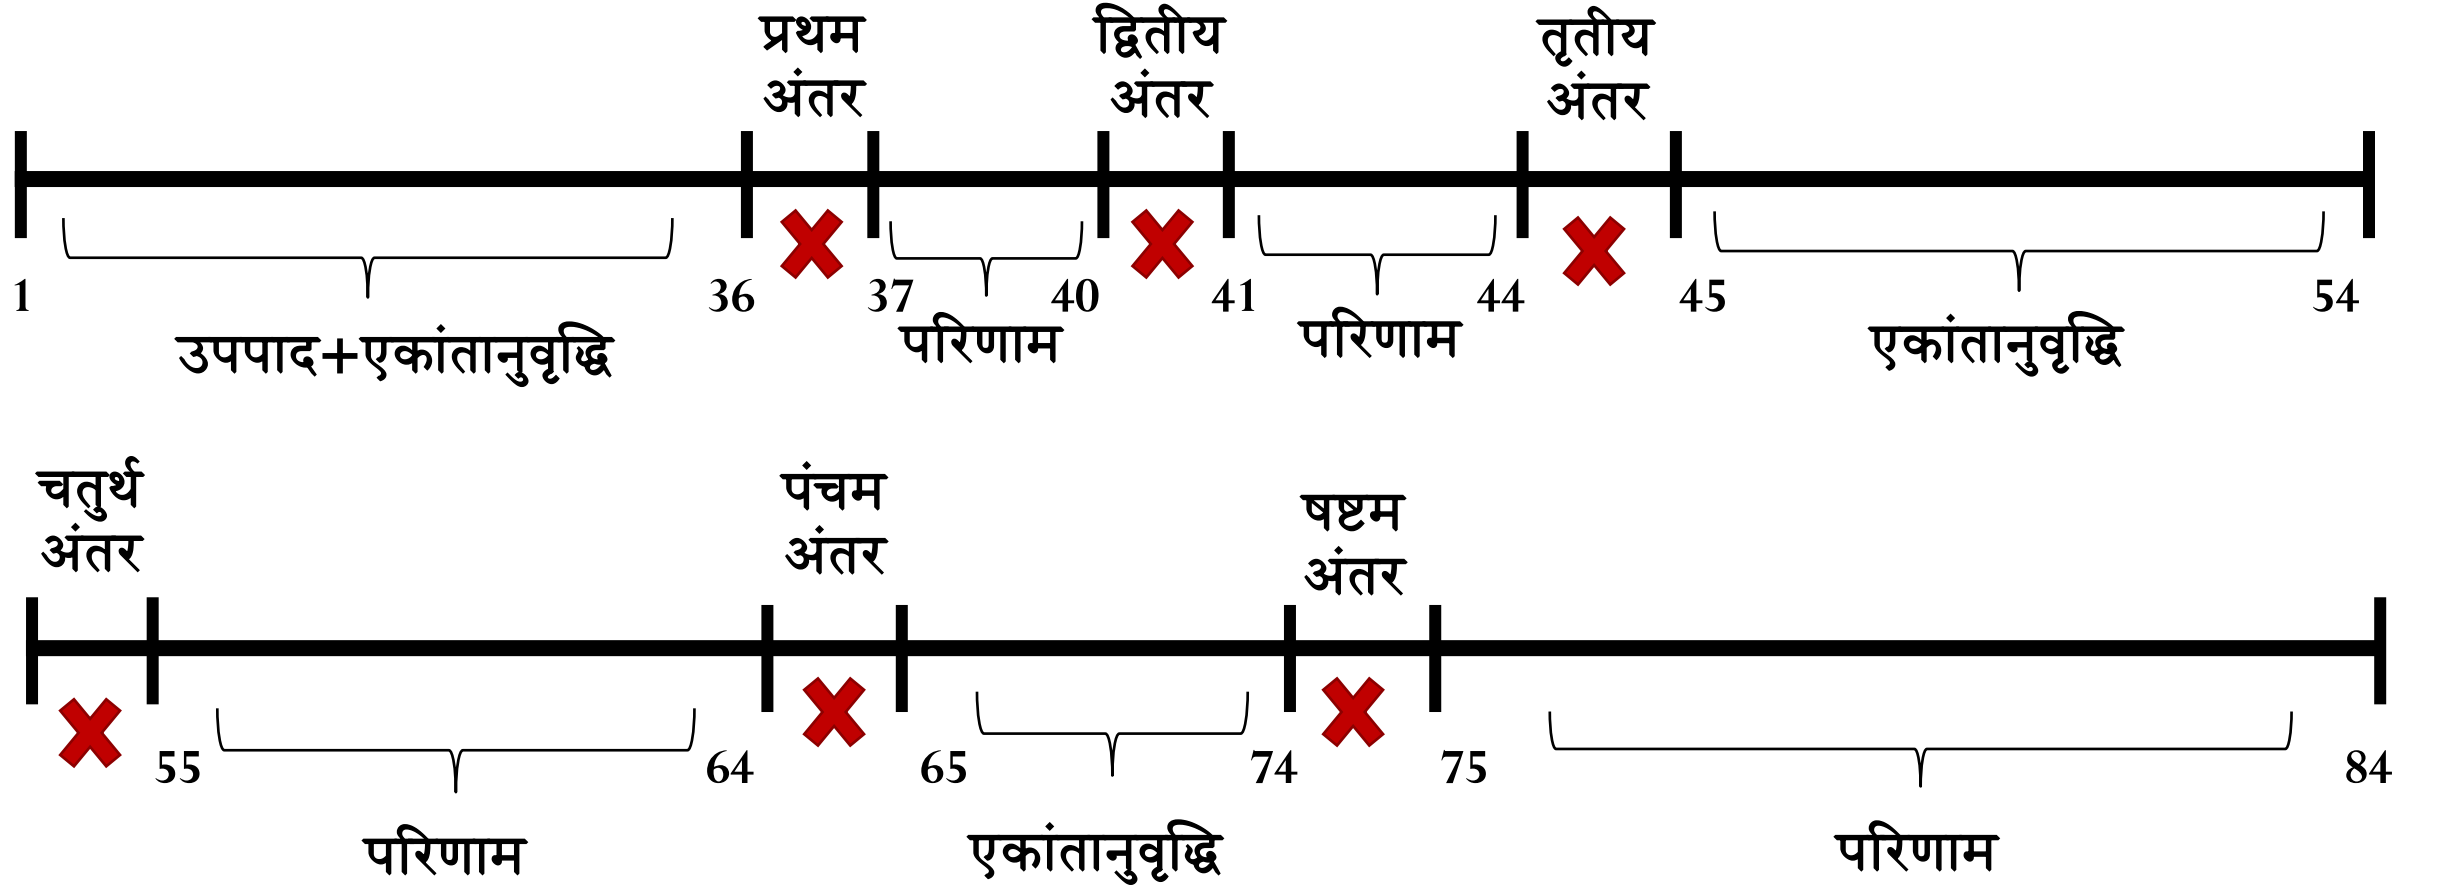 प्रथम
अंतर
द्वितीय
अंतर
तृतीय
अंतर
1
36
37
40
41
44
45
54
उपपाद+एकांतानुवृद्धि
परिणाम
परिणाम
एकांतानुवृद्धि
चतुर्थ
अंतर
पंचम
अंतर
षष्टम
अंतर
55
64
65
74
75
84
परिणाम
एकांतानुवृद्धि
परिणाम